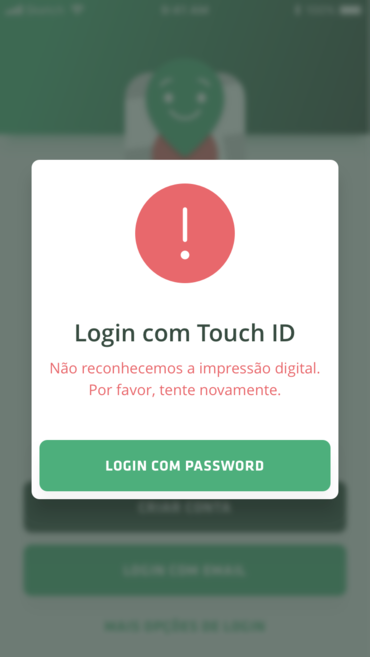 Login com Touch ID
Não reconhecemos a impressão digital.
Por favor, tente novamente.
LOGIN COM PASSWORD
CRIAR CONTA
LOGIN COM EMAIL
MAIS OPÇÕES DE LOGIN